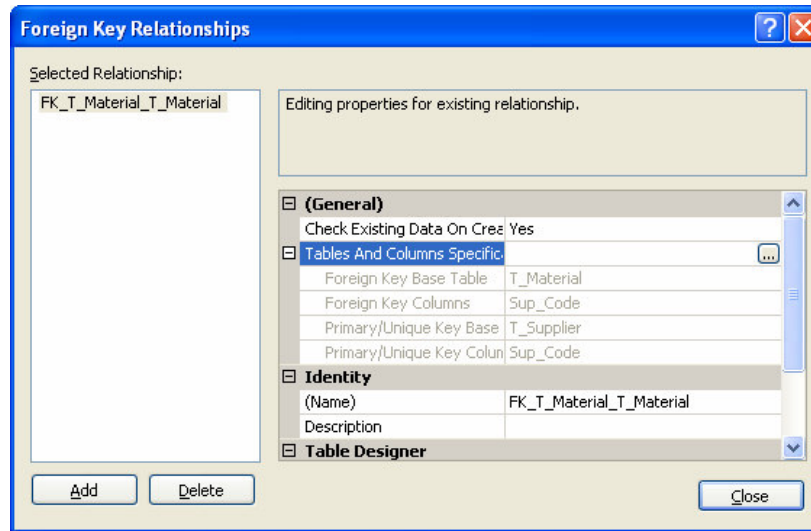 Foreign Key Relationships
Selected Relationship:
FK_T_Material_T_Material
Editing properties for existing relationship.
(General)
Check Existing Data On Crea Yes
Tables And Columns Specifica ...
Foreign Key Base Table T_Material
Foreign Key Columns Sup_Code
Primary/Unique Key Base T_Supplier
Primary/Unique Key Colun Sup_Code
Identity
(Name) FK_T_Material_T_Material
Description
Table Designer
Add Delete
Close